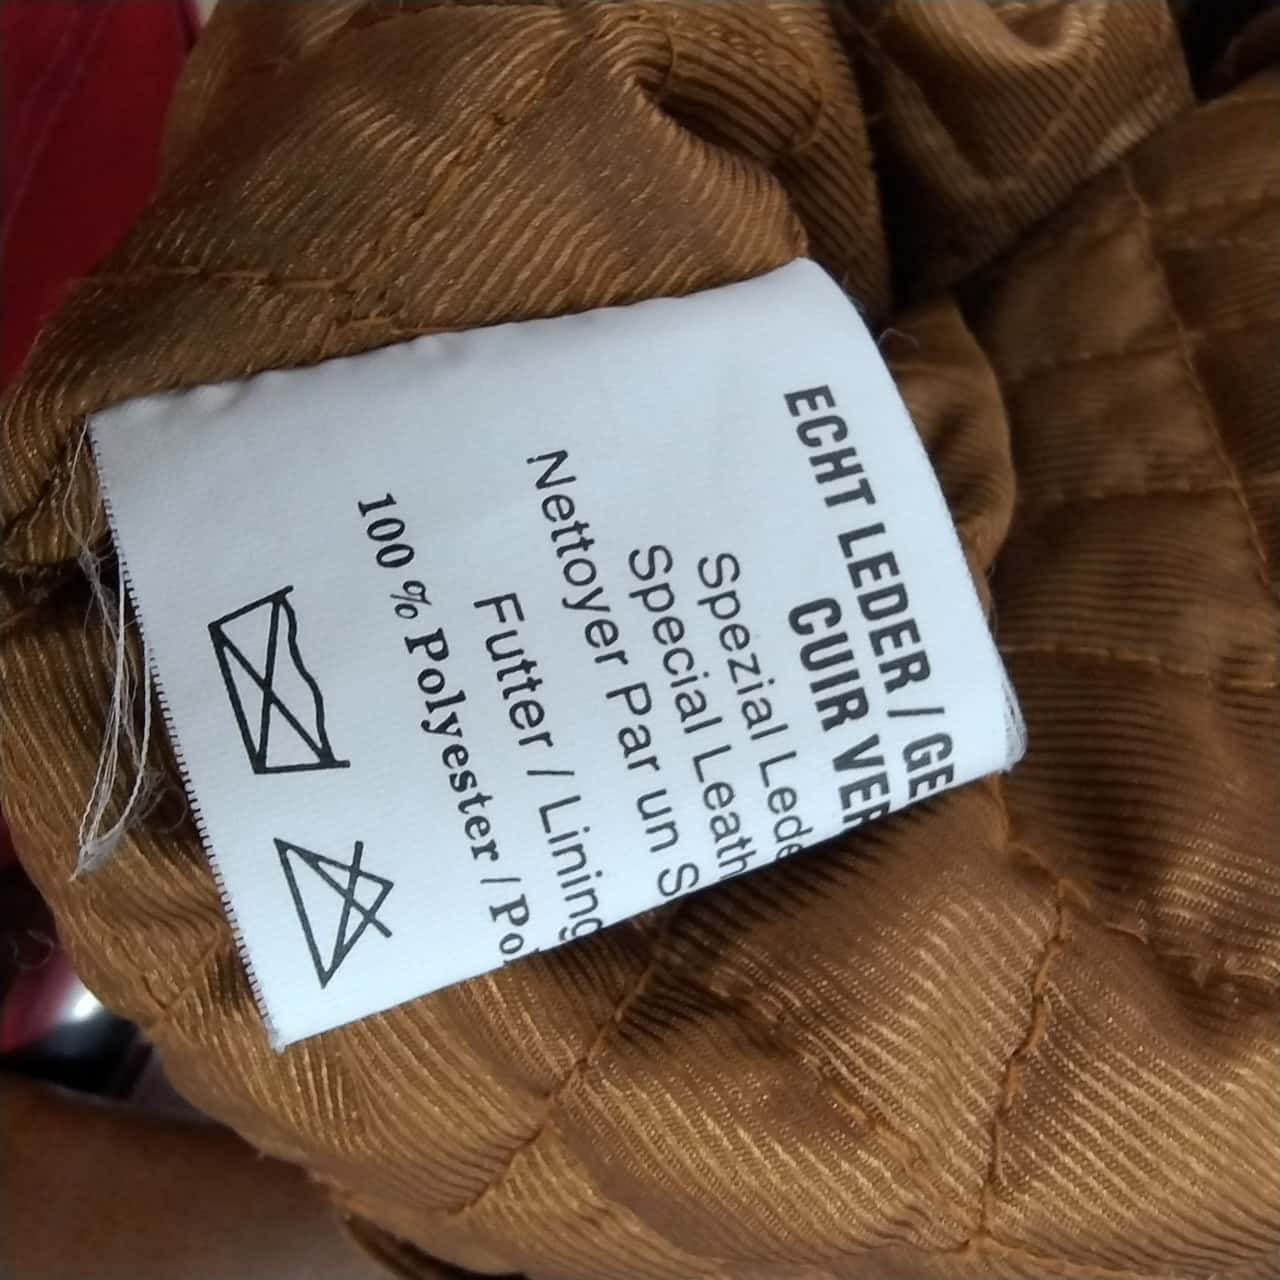 ECHT LEDER / GE
CUIR VER
Spezial Lede
Special Leath
Nettoyer Par un S
Futter / Lining
100 % Polyester / Po